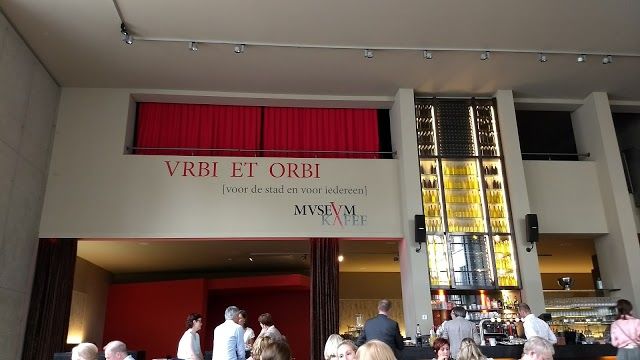 VRBI ET ORBI
[voor de stad en voor iedereen]
MVSEVM
KAFEE